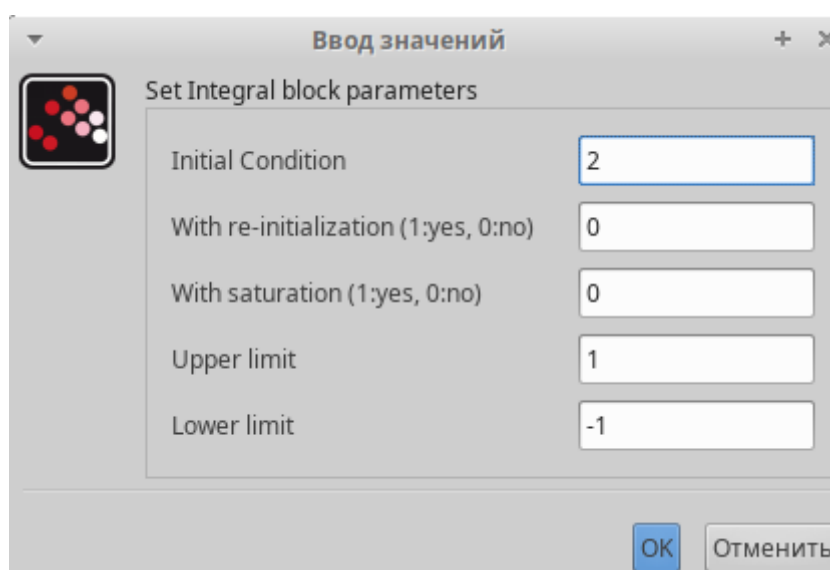 Ввод значений
Set Integral block parameters
Initial Condition 2
With re-initialization (1:yes, 0:no) 0
With saturation (1:yes, 0:no) 0
Upper limit 1
Lower limit -1
OK Отменить